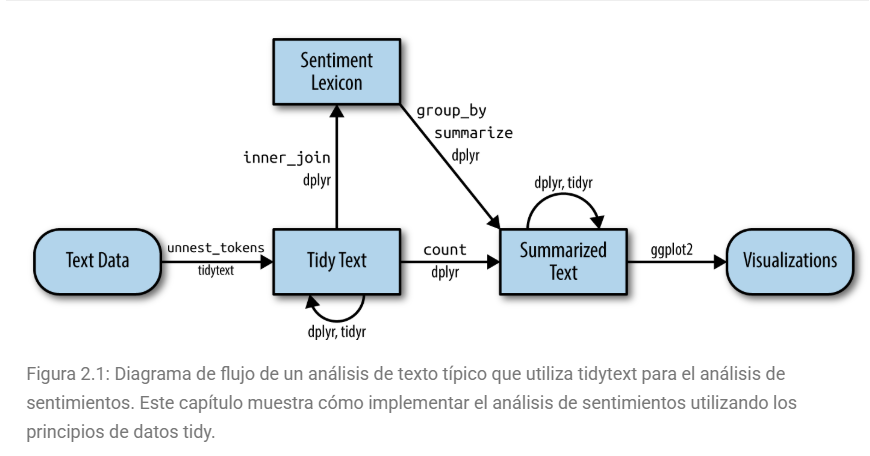 Sentiment
Lexicon
group_by
summarize
dplyr
inner_join
dplyr
dplyr, tidyr
Text Data
unnest_tokens
tidytext
Tidy Text
count
dplyr
Summarized
Text
ggplot2
Visualizations
dplyr, tidyr
Figura 2.1: Diagrama de flujo de un análisis de texto típico que utiliza tidytext para el análisis de
sentimientos. Este capítulo muestra cómo implementar el análisis de sentimientos utilizando los
principios de datos tidy.